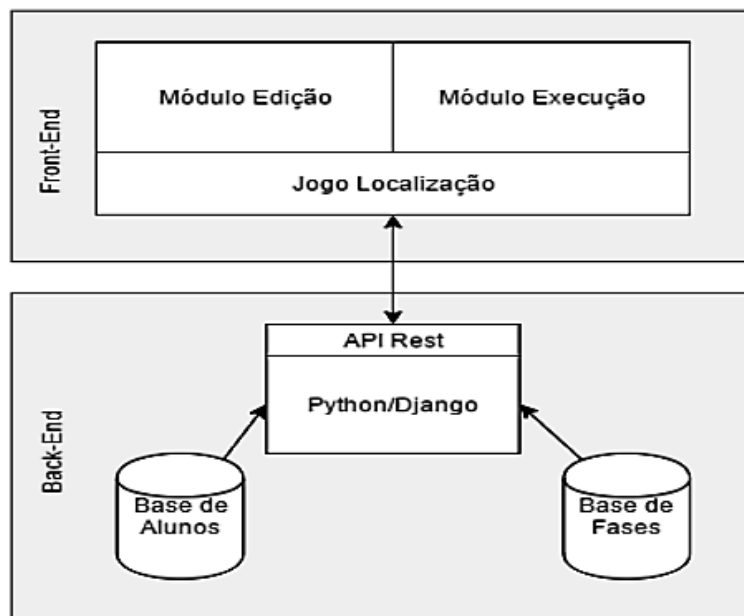 Front-End
Módulo Edição
Módulo Execução
Jogo Localização
Back-End
API Rest
Python/Django
Base de
Alunos
Base de
Fases